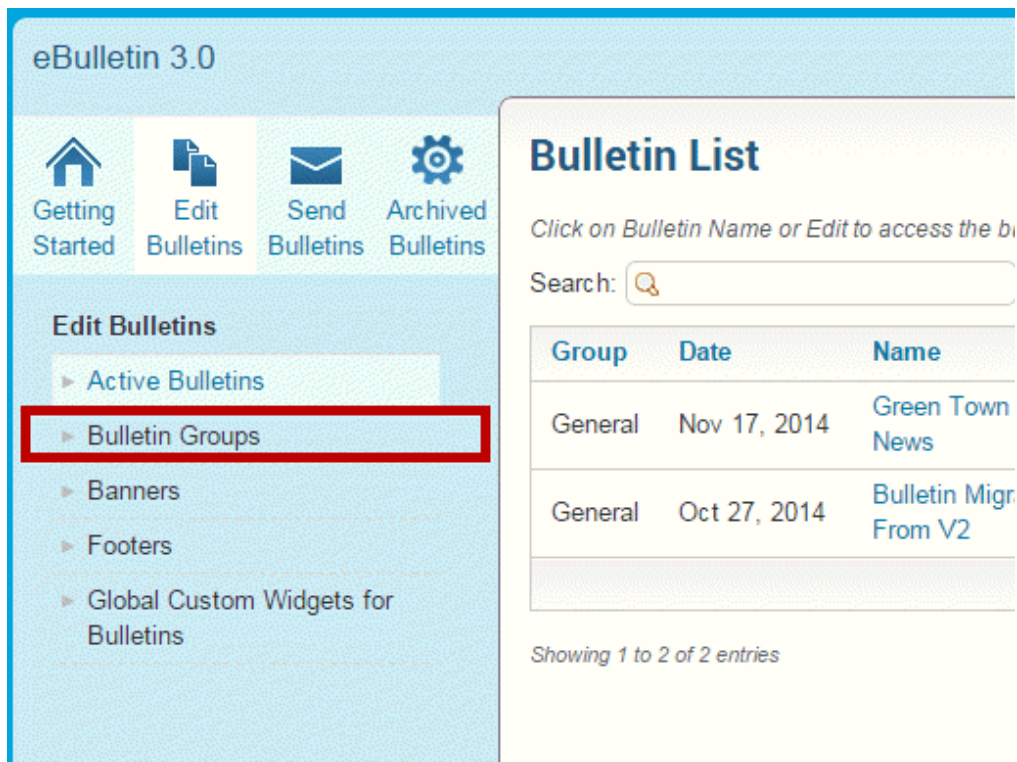 eBulletin 3.0
Getting Started
Edit Bulletins
Send Bulletins
Archived Bulletins
Edit Bulletins
Active Bulletins
Bulletin Groups
Banners
Footers
Global Custom Widgets for
Bulletins
Bulletin List
Click on Bulletin Name or Edit to access the
Search:
Group Date Name
General Nov 17, 2014 Green Town
News
General Oct 27, 2014 Bulletin
From V2
Showing 1 to 2 of 2 entries